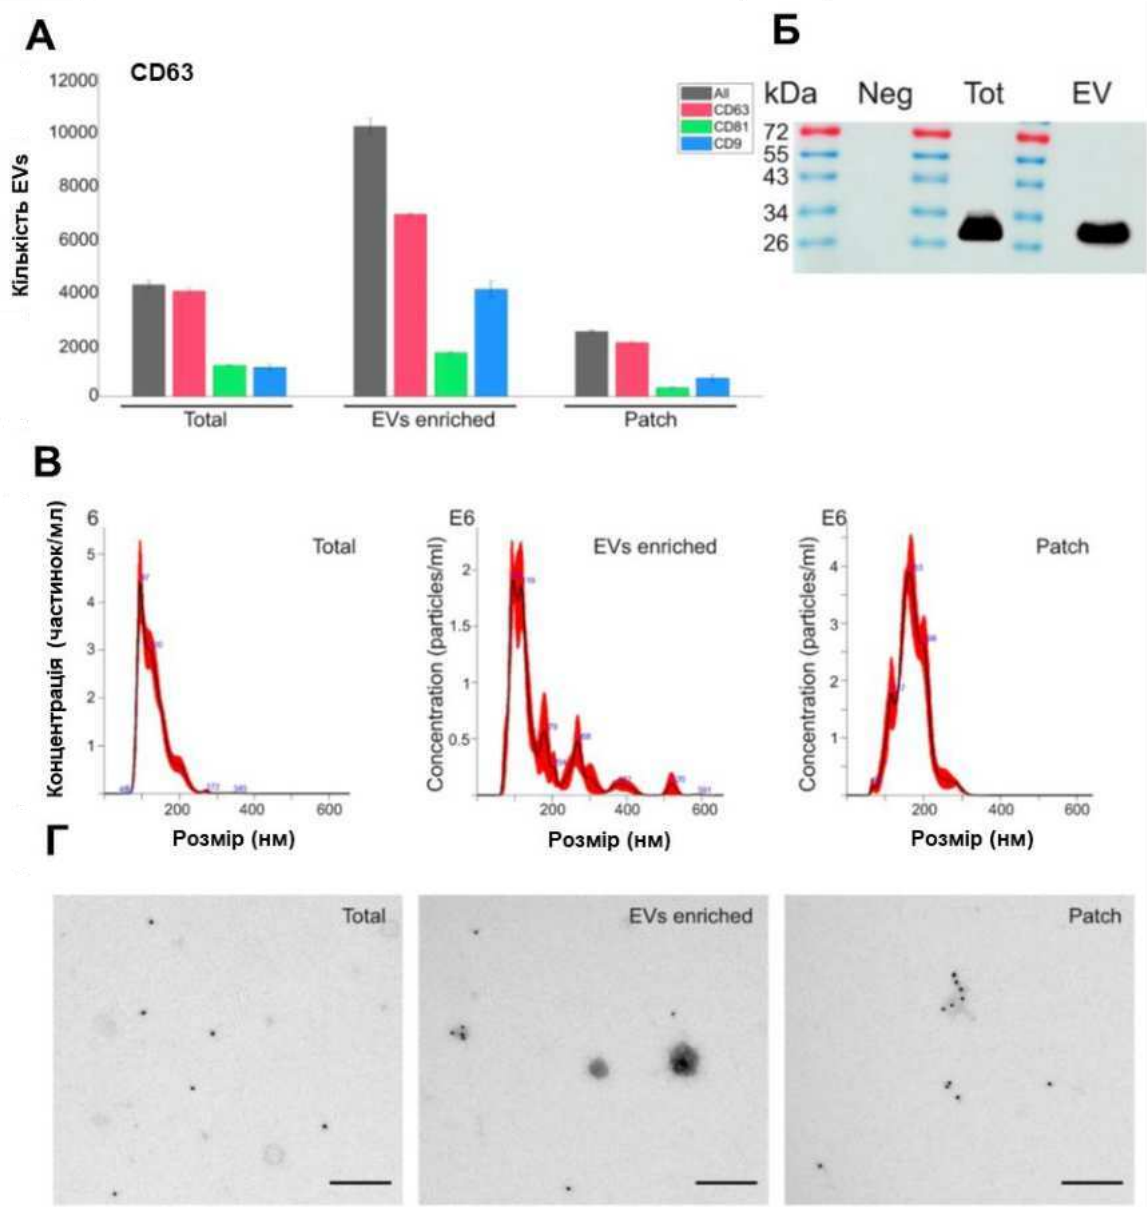 А
CD63
12000
10000
8000
6000
4000
2000
0
Кількість EVs
All
CD63
CD81
CD9
Total
EVs enriched
Patch
Б
kDa
Neg
Tot
EV
72
55
43
34
26
В
Концентрація (частинок/мл)
6
Total
5
4
3
2
1
200
400
600
Розмір (нм)
Concentration (particles/ml)
E6
EVs enriched
2
1.5
1
0.5
200
400
600
Розмір (нм)
Concentration (particles/ml)
E6
Patch
4
3
2
1
200
400
600
Розмір (нм)
Г
Total
EVs enriched
Patch